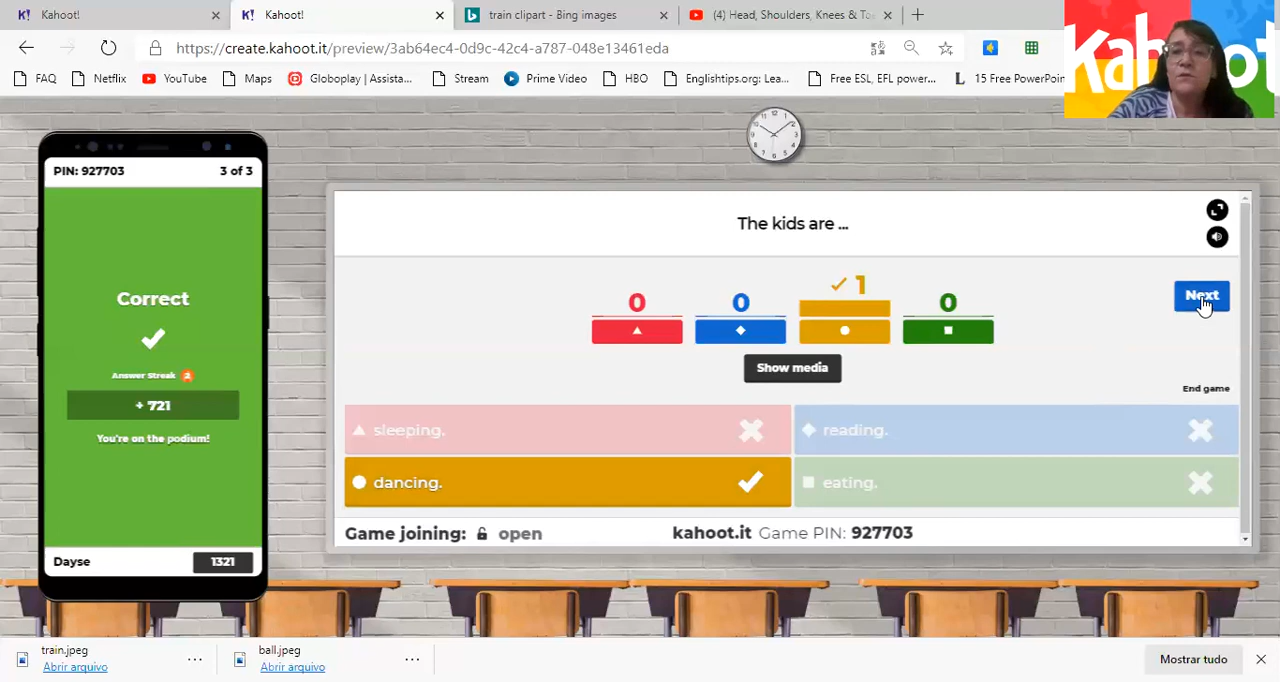 Kahoot!
Kahoot!
train clipart - Bing images
(4) Head, Shoulders, Knees & To
https://create.kahoot.it/preview/3ab64ec4-0d9c-42c4-a787-048e13461eda
FAQ
Netflix
YouTube
Maps
Globoplay | Assista...
Stream
Prime Video
HBO
Englishtips.org: Lea...
Free ESL, EFL power...
15 Free PowerPoin
PIN: 927703
3 of 3
Correct
Answer Streak 2
+ 721
You're on the podium!
Dayse
1321
The kids are ...
0
0
1
0
Next
Show media
End game
sleeping.
reading.
dancing.
eating.
Game joining: open
kahoot.it Game PIN: 927703
train.jpeg
Abrir arquivo
ball.jpeg
Abrir arquivo
Mostrar tudo